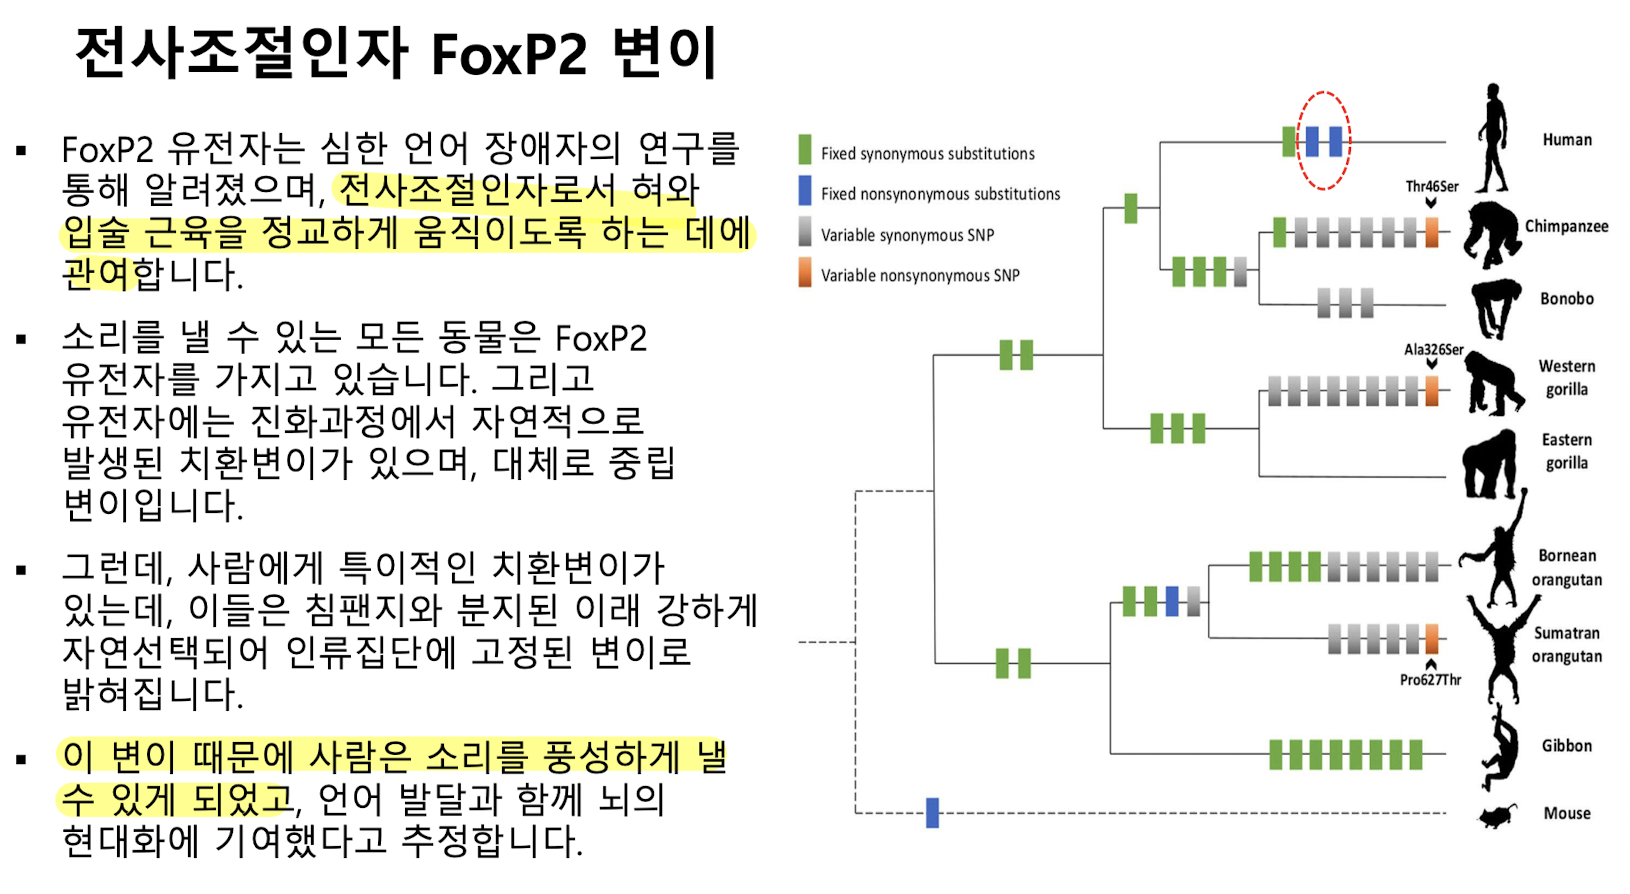 전사조절인자 FoxP2 변이
▪ FoxP2 유전자는 심한 언어 장애자의 연구를
통해 알려졌으며, 전사조절인자로서 혀와
입술 근육을 정교하게 움직이도록 하는 데에
관여합니다.
▪ 소리를 낼 수 있는 모든 동물은 FoxP2
유전자를 가지고 있습니다. 그리고
유전자에는 진화과정에서 자연적으로
발생된 치환변이가 있으며, 대체로 중립
변이입니다.
▪ 그런데, 사람에게 특이적인 치환변이가
있는데, 이들은 침팬지와 분지된 이래 강하게
자연선택되어 인류집단에 고정된 변이로
밝혀집니다.
▪ 이 변이 때문에 사람은 소리를 풍성하게 낼
수 있게 되었고, 언어 발달과 함께 뇌의
현대화에 기여했다고 추정합니다.
Fixed synonymous substitutions
Fixed nonsynonymous substitutions
Variable synonymous SNP
Variable nonsynonymous SNP
Human
Thr46Ser
Chimpanzee
Bonobo
Ala326Ser
Western
gorilla
Eastern
gorilla
Bornean
orangutan
Sumatran
orangutan
Pro627Thr
Gibbon
Mouse